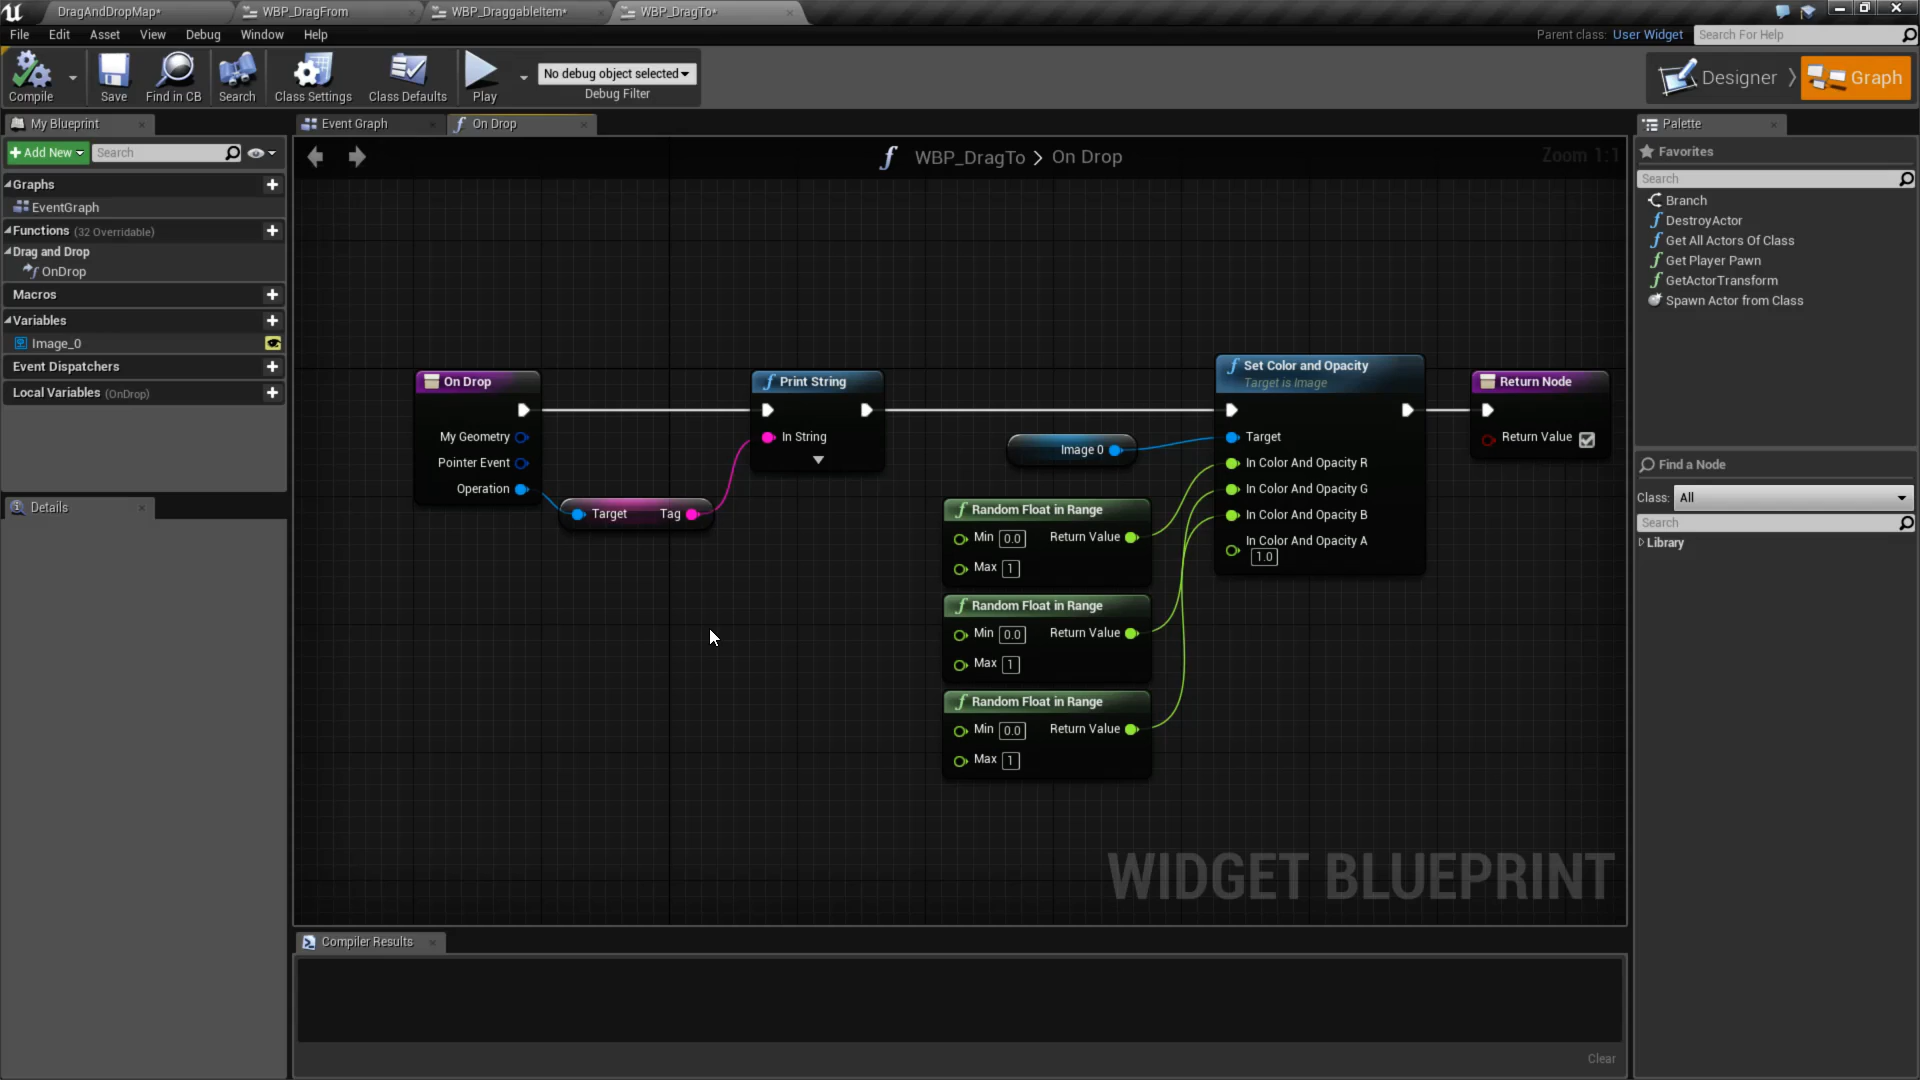 DragAndDropMap*
WBP_DragFrom
WBP_DraggableItem*
WBP_DragTo*
File Edit Asset View Debug Window Help
Parent class: User Widget
Search For Help
Compile
Save
Find in CB
Search
Class Settings
Class Defaults
Play
No debug object selected
Debug Filter
Designer
Graph
My Blueprint
Add New
Search
Graphs
EventGraph
Functions (32 Overridable)
Drag and Drop
OnDrop
Macros
Variables
Image_0
Event Dispatchers
Local Variables (OnDrop)
Details
Event Graph
On Drop
WBP_DragTo > On Drop
Zoom 1:1
On Drop
My Geometry
Pointer Event
Operation
Target Tag
Print String
In String
Image 0
Random Float in Range
Min 0.0 Return Value
Max 1
Random Float in Range
Min 0.0 Return Value
Max 1
Random Float in Range
Min 0.0 Return Value
Max 1
Set Color and Opacity
Target is Image
Target
In Color And Opacity R
In Color And Opacity G
In Color And Opacity B
In Color And Opacity A
1.0
Return Node
Return Value
WIDGET BLUEPRINT
Compiler Results
Clear
Palette
Favorites
Search
Branch
DestroyActor
Get All Actors Of Class
Get Player Pawn
GetActorTransform
Spawn Actor from Class
Find a Node
Class: All
Search
Library